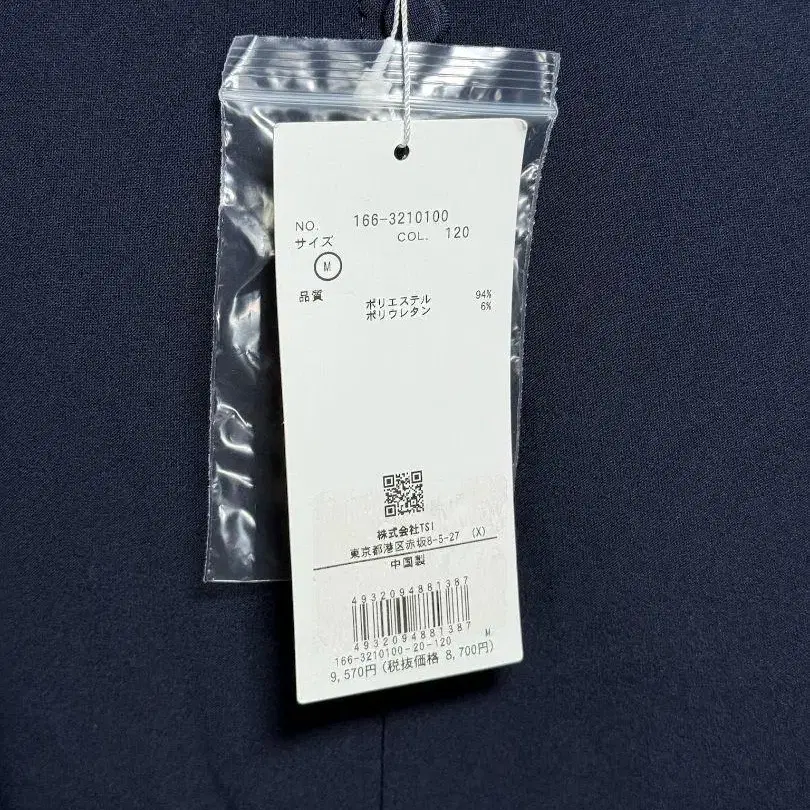 NO. 166-3210100
サイズ COL. 120
M
品質 ポリエステル 94%
ポリウレタン 6%
株式会社TSI
東京都港区赤坂8-5-27 (X)
中国製
4932094881387
4932094881387
166-3210100-20-120 M
9,570円(税抜価格 8,700円)